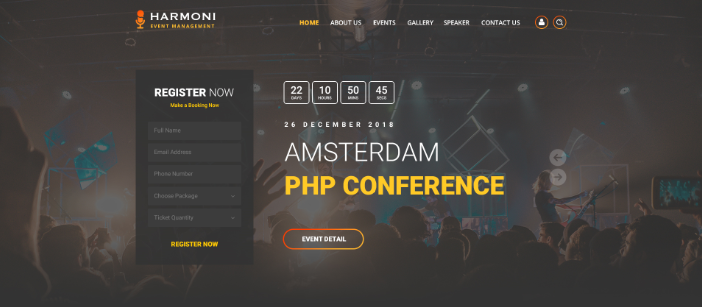 HARMONI
EVENT MANAGEMENT
HOME ABOUT US EVENTS GALLERY SPEAKER CONTACT US
REGISTER NOW
Make a Booking Now
Full Name
Email Address
Phone Number
Choose Package
Ticket Quantity
REGISTER NOW
22 10 50 45
DAYS HOURS MINS SECS
26 DECEMBER 2018
AMSTERDAM
PHP CONFERENCE
EVENT DETAIL